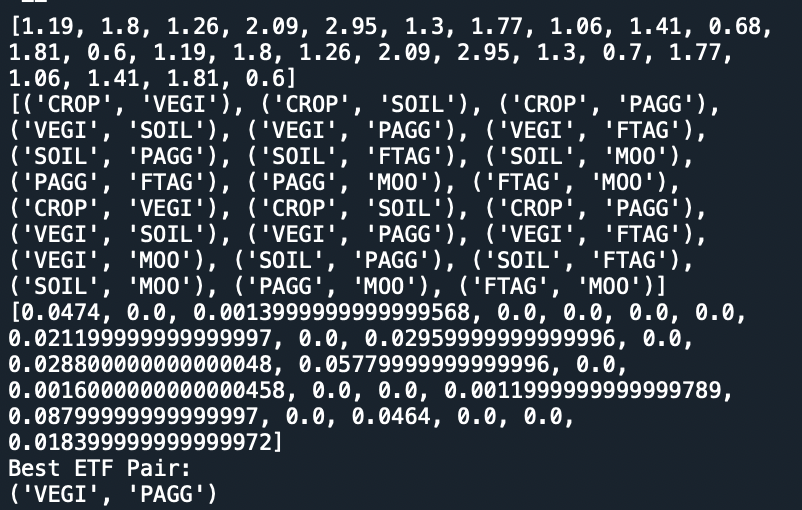 [1.19, 1.8, 1.26, 2.09, 2.95, 1.3, 1.77, 1.06, 1.41, 0.68,
1.81, 0.6, 1.19, 1.8, 1.26, 2.09, 2.95, 1.3, 0.7, 1.77,
1.06, 1.41, 1.81, 0.6]
[('CROP', 'VEGI'), ('CROP', 'SOIL'), ('CROP', 'PAGG'),
('VEGI', 'SOIL'), ('VEGI', 'PAGG'), ('VEGI', 'FTAG'),
('SOIL', 'PAGG'), ('SOIL', 'FTAG'), ('SOIL', 'MOO'),
('PAGG', 'FTAG'), ('PAGG', 'MOO'), ('FTAG', 'MOO'),
('CROP', 'VEGI'), ('CROP', 'SOIL'), ('CROP', 'PAGG'),
('VEGI', 'SOIL'), ('VEGI', 'PAGG'), ('VEGI', 'FTAG'),
('VEGI', 'MOO'), ('SOIL', 'PAGG'), ('SOIL', 'FTAG'),
('SOIL', 'MOO'), ('PAGG', 'MOO'), ('FTAG', 'MOO')]
[0.0474, 0.0, 0.0013999999999999568, 0.0, 0.0, 0.0, 0.0,
0.021199999999999997, 0.0, 0.02959999999999996, 0.0,
0.028800000000000048, 0.05779999999999996, 0.0,
0.0016000000000000458, 0.0, 0.0, 0.0011999999999999789,
0.08799999999999997, 0.0, 0.0464, 0.0, 0.0,
0.018399999999999972]
Best ETF Pair:
('VEGI', 'PAGG')